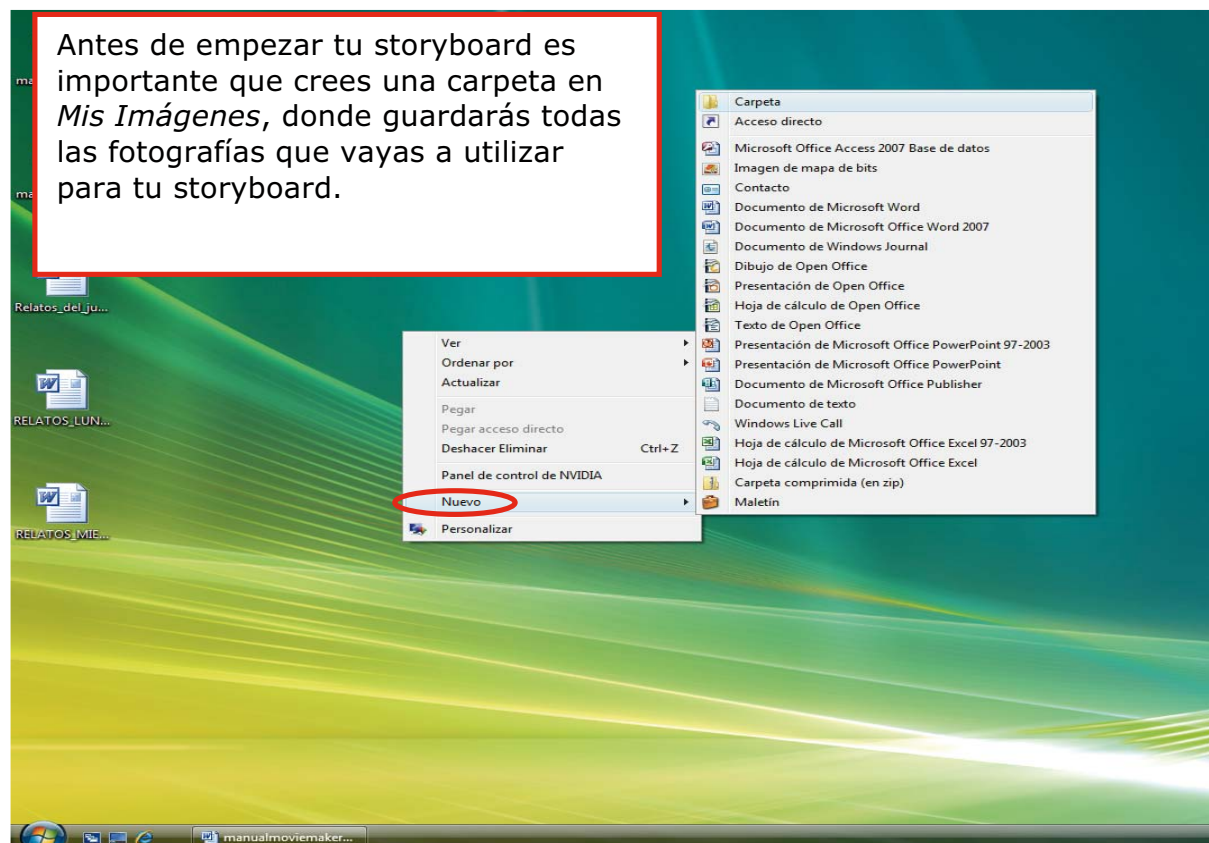 Antes de empezar tu storyboard es
importante que crees una carpeta en
Mis Imágenes, donde guardarás todas
las fotografías que vayas a utilizar
para tu storyboard.
Relatos_del_ju...
RELATOS_LUN...
RELATOS_MIE...
Ver
Ordenar por
Actualizar
Pegar
Pegar acceso directo
Deshacer Eliminar Ctrl+Z
Panel de control de NVIDIA
Nuevo
Personalizar
Carpeta
Acceso directo
Microsoft Office Access 2007 Base de datos
Imagen de mapa de bits
Contacto
Documento de Microsoft Word
Documento de Microsoft Office Word 2007
Documento de Windows Journal
Dibujo de Open Office
Presentación de Open Office
Hoja de cálculo de Open Office
Texto de Open Office
Presentación de Microsoft Office PowerPoint 97-2003
Presentación de Microsoft Office PowerPoint
Documento de Microsoft Office Publisher
Documento de texto
Windows Live Call
Hoja de cálculo de Microsoft Office Excel 97-2003
Hoja de cálculo de Microsoft Office Excel
Carpeta comprimida (en zip)
Maletín
manualmoviemaker...